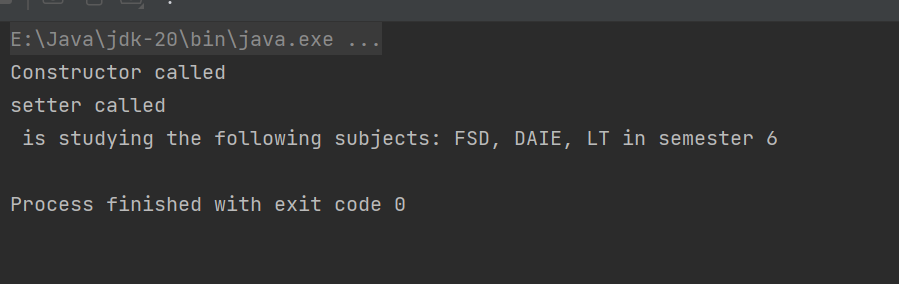 E:\Java\jdk-20\bin\java.exe ...
Constructor called
setter called
 is studying the following subjects: FSD, DAIE, LT in semester 6
Process finished with exit code 0